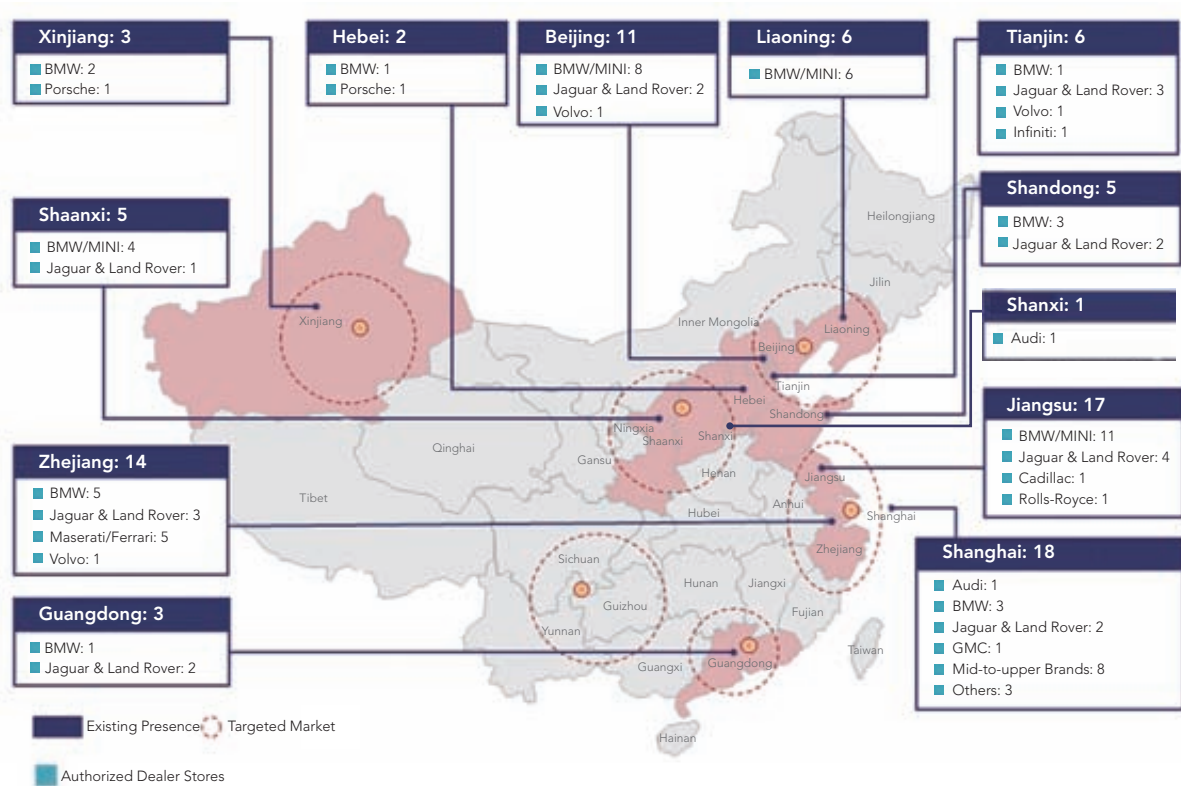 Xinjiang: 3
BMW: 2
Porsche: 1
Hebei: 2
BMW: 1
Porsche: 1
Beijing: 11
BMW/MINI: 8
Jaguar & Land Rover: 2
Volvo: 1
Liaoning: 6
BMW/MINI: 6
Tianjin: 6
BMW: 1
Jaguar & Land Rover: 3
Volvo: 1
Infiniti: 1
Shaanxi: 5
BMW/MINI: 4
Jaguar & Land Rover: 1
Shandong: 5
BMW: 3
Jaguar & Land Rover: 2
Shanxi: 1
Audi: 1
Jiangsu: 17
BMW/MINI: 11
Jaguar & Land Rover: 4
Cadillac: 1
Rolls-Royce: 1
Zhejiang: 14
BMW: 5
Jaguar & Land Rover: 3
Maserati/Ferrari: 5
Volvo: 1
Shanghai: 18
Audi: 1
BMW: 3
Jaguar & Land Rover: 2
GMC: 1
Mid-to-upper Brands: 8
Others: 3
Guangdong: 3
BMW: 1
Jaguar & Land Rover: 2
Heilongjiang
Jilin
Inner Mongolia
Liaoning
Xinjiang
Beijing
Tianjin
Hebei
Shandong
Ningxia
Shaanxi
Shanxi
Qinghai
Gansu
Henan
Jiangsu
Tibet
Anhui
Shanghai
Hubei
Zhejiang
Sichuan
Hunan
Jiangxi
Guizhou
Fujian
Yunnan
Taiwan
Guangxi
Guangdong
Hainan
Existing Presence
Targeted Market
Authorized Dealer Stores